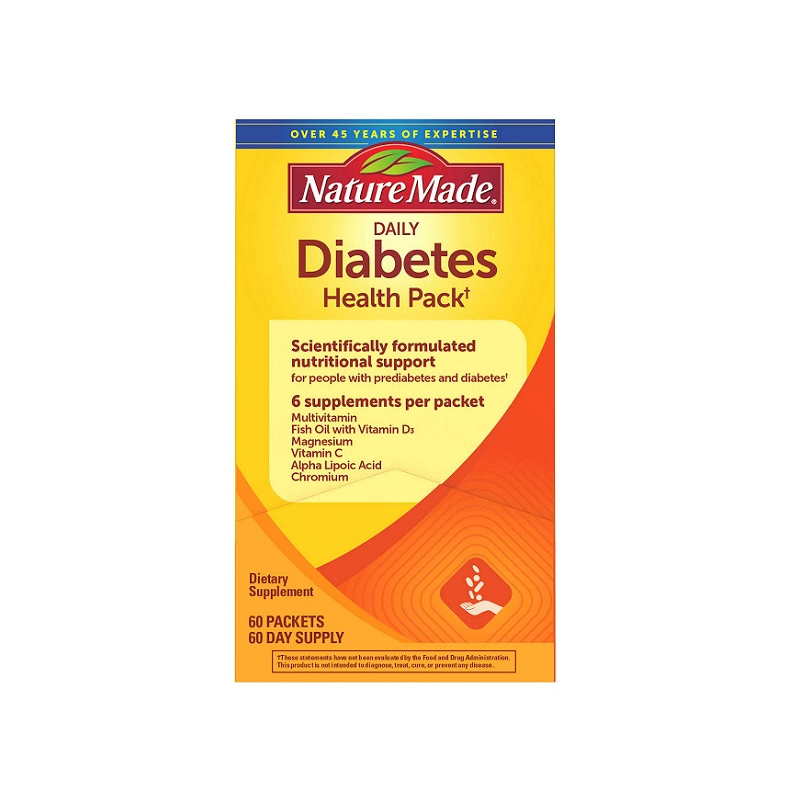 OVER 45 YEARS OF EXPERTISE
Nature Made®
DAILY
Diabetes
Health Pack†
Scientifically formulated
nutritional support
for people with prediabetes and diabetes†
6 supplements per packet
Multivitamin
Fish Oil with Vitamin D3
Magnesium
Vitamin C
Alpha Lipoic Acid
Chromium
Dietary
Supplement
60 PACKETS
60 DAY SUPPLY
†These statements have not been evaluated by the Food and Drug Administration.
This product is not intended to diagnose, treat, cure, or prevent any disease.